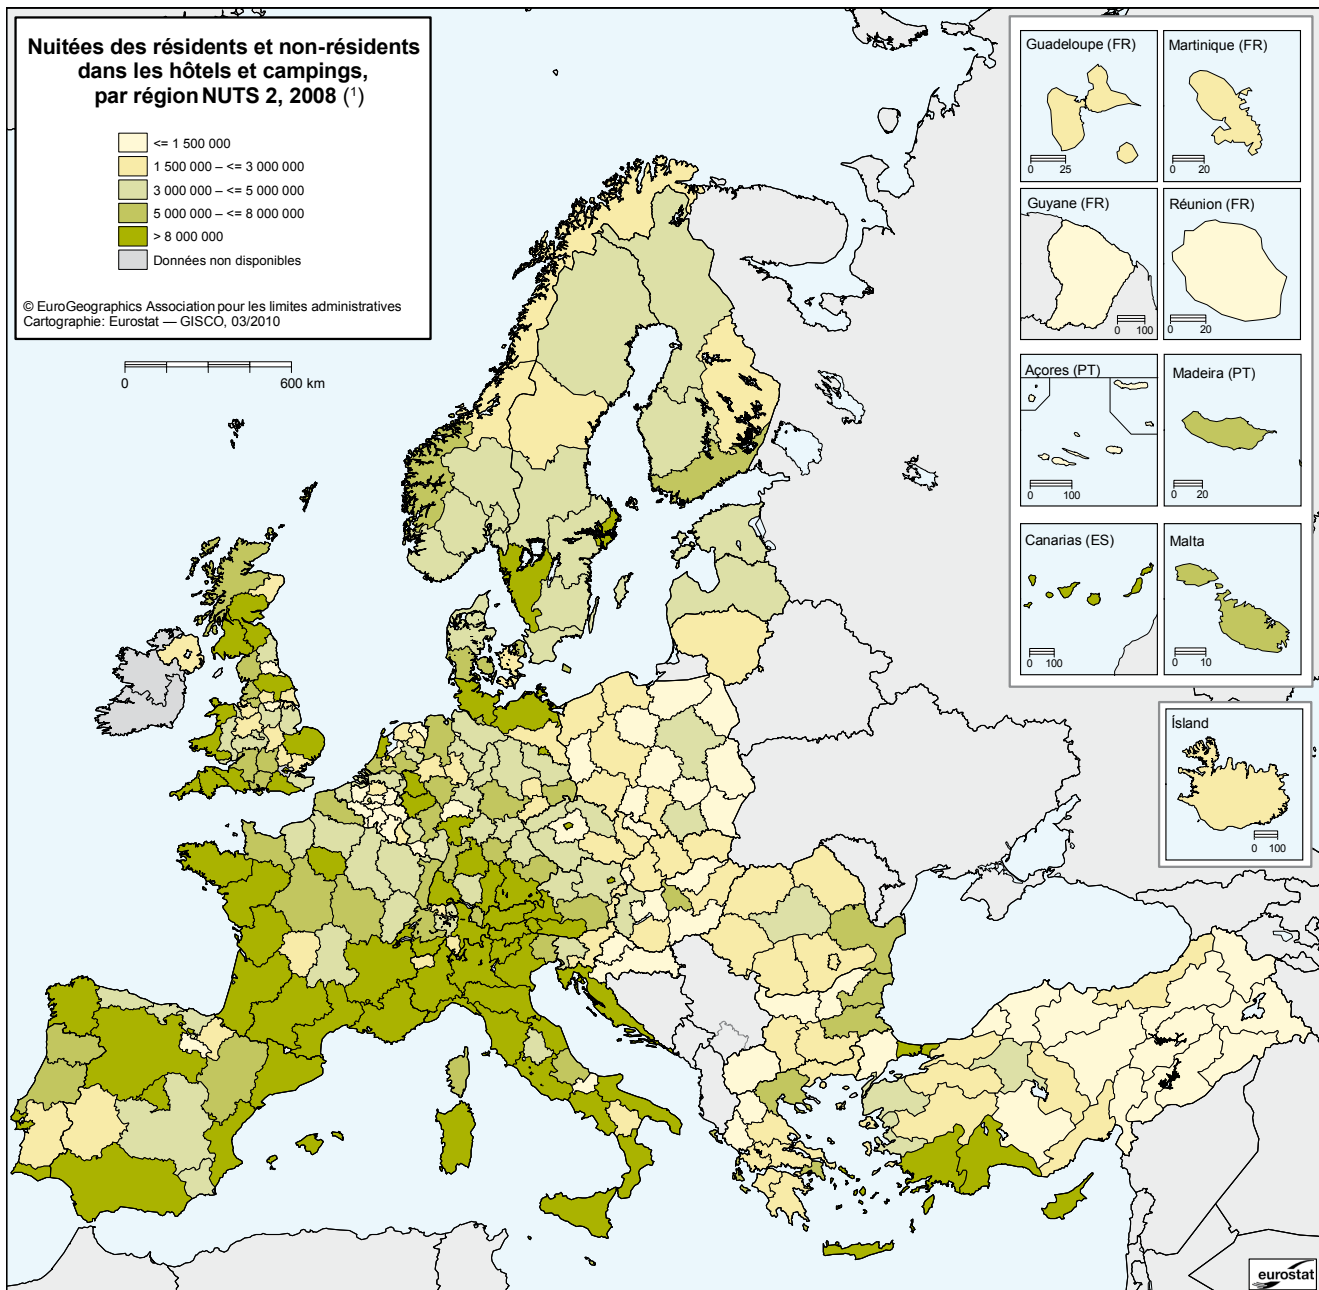 Nuitées des résidents et non-résidents
dans les hôtels et campings,
par région NUTS 2, 2008 (¹)
<= 1 500 000
1 500 000 – <= 3 000 000
3 000 000 – <= 5 000 000
5 000 000 – <= 8 000 000
> 8 000 000
Données non disponibles
© EuroGeographics Association pour les limites administratives
Cartographie: Eurostat — GISCO, 03/2010
0 600 km
Guadeloupe (FR)
0 25
Martinique (FR)
0 20
Guyane (FR)
0 100
Réunion (FR)
0 20
Açores (PT)
0 100
Madeira (PT)
0 20
Canarias (ES)
0 100
Malta
0 10
Ísland
0 100
eurostat